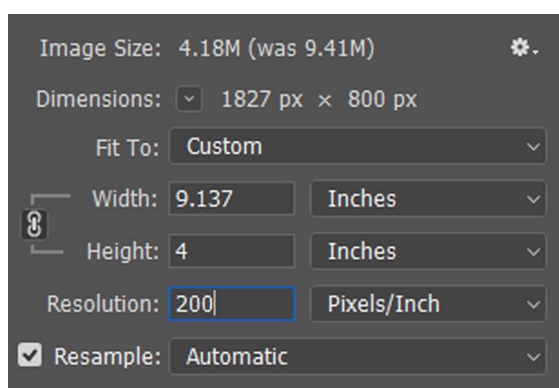 Image Size: 4.18M (was 9.41M)
Dimensions: 1827 px × 800 px
Fit To: Custom
Width: 9.137 Inches
Height: 4 Inches
Resolution: 200 Pixels/Inch
Resample: Automatic